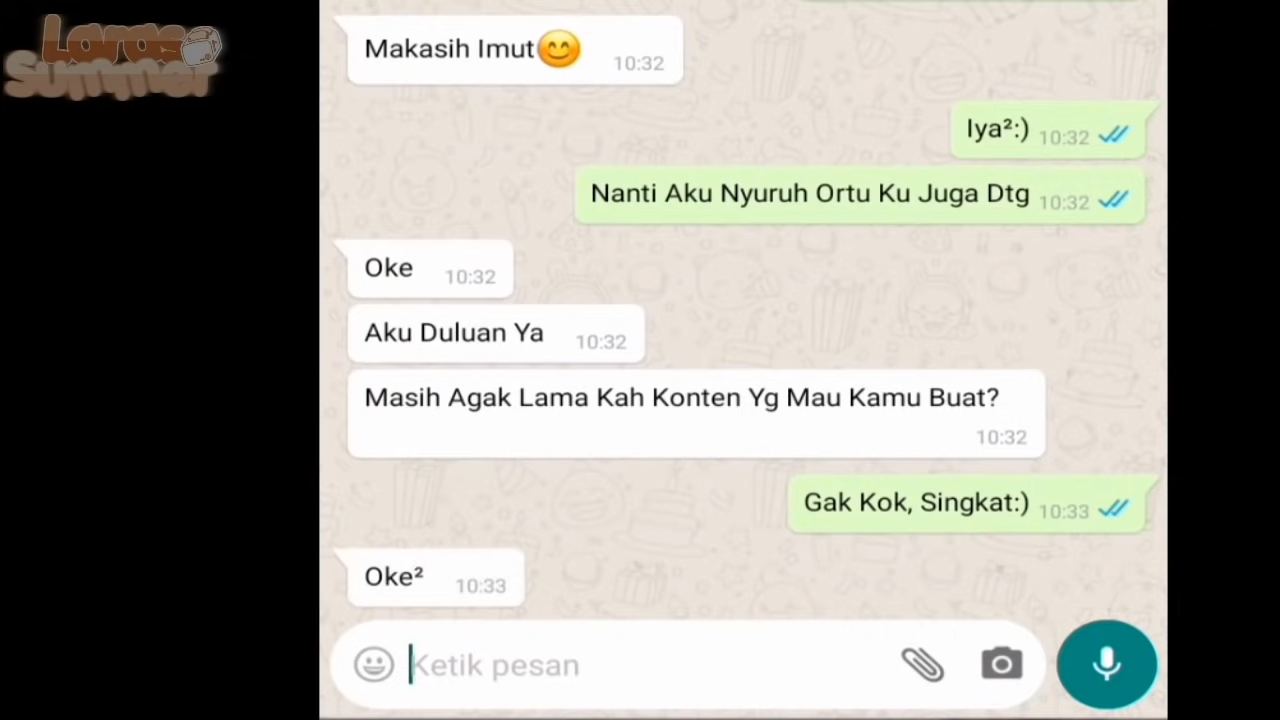 Laras
Summer
Makasih Imut😊 10:32
Iya²:) 10:32
Nanti Aku Nyuruh Ortu Ku Juga Dtg 10:32
Oke 10:32
Aku Duluan Ya 10:32
Masih Agak Lama Kah Konten Yg Mau Kamu Buat?
10:32
Gak Kok, Singkat:) 10:33
Oke² 10:33
Ketik pesan